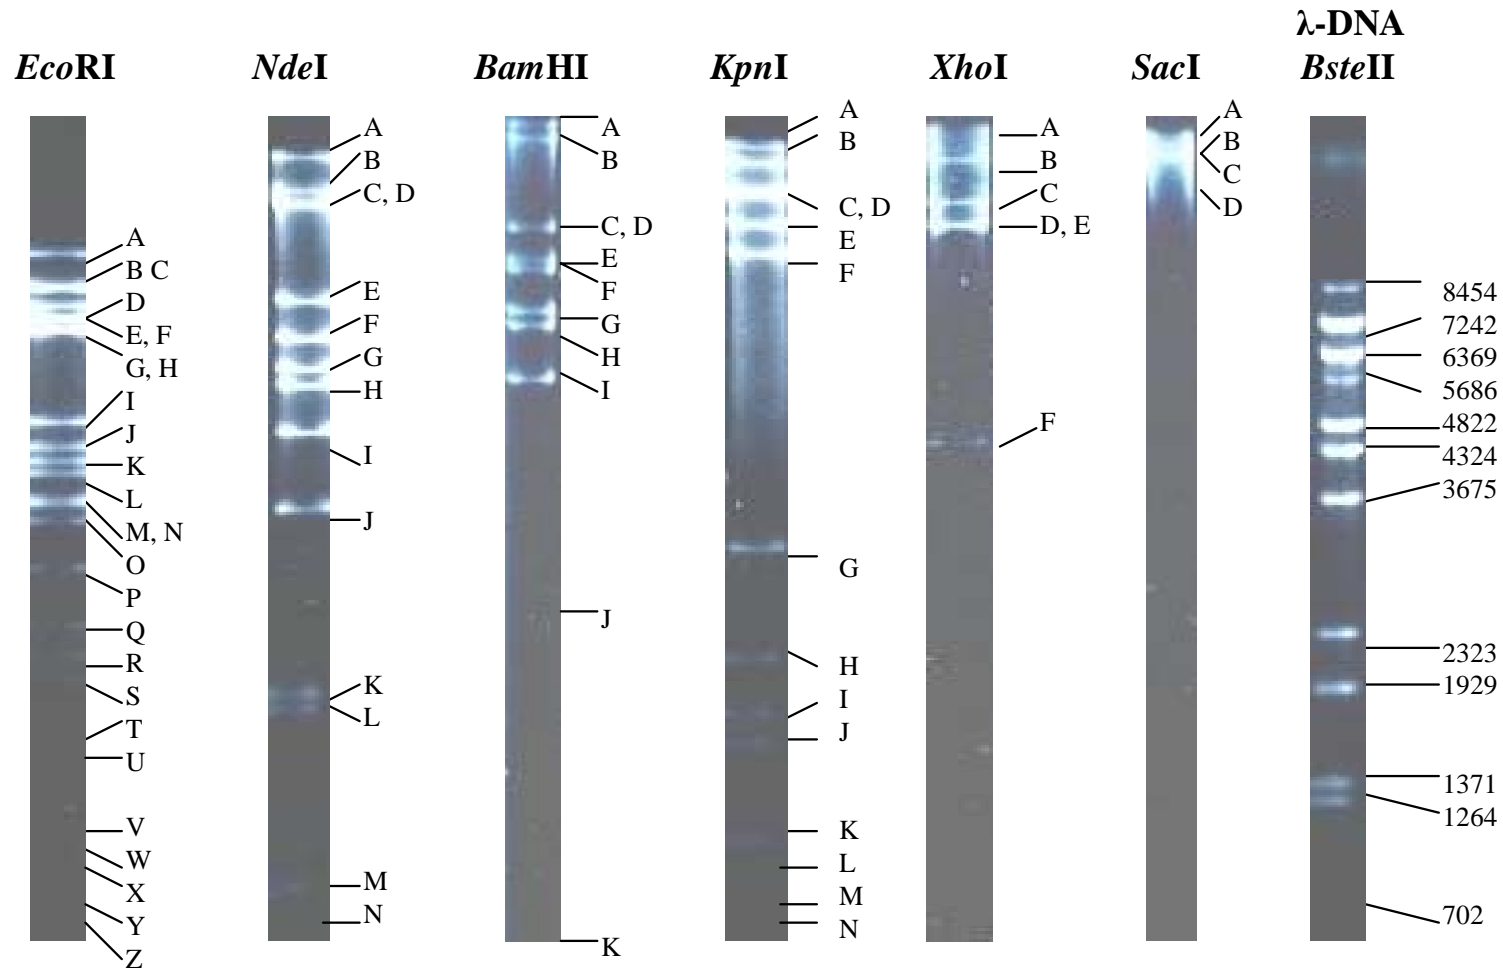 λ-DNA
EcoRI NdeI BamHI KpnI XhoI SacI BsteII
A
B C
D
E, F
G, H
I
J
K
L
M, N
O
P
Q
R
S
T
U
V
W
X
Y
Z
A
B
C, D
E
F
G
H
I
J
K
L
M
N
A
B
C, D
E
F
G
H
I
J
K
A
B
C, D
E
F
G
H
I
J
K
L
M
N
A
B
C
D, E
F
A
B
C
D
8454
7242
6369
5686
4822
4324
3675
2323
1929
1371
1264
702